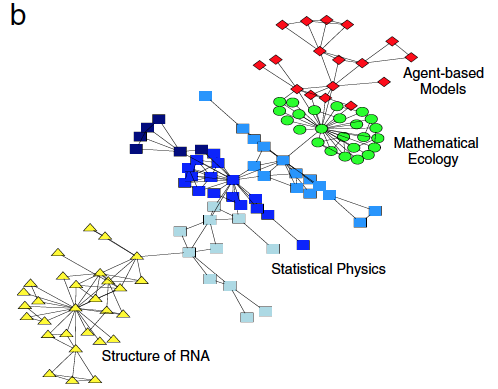 b
Agent-based
Models
Mathematical
Ecology
Statistical Physics
Structure of RNA